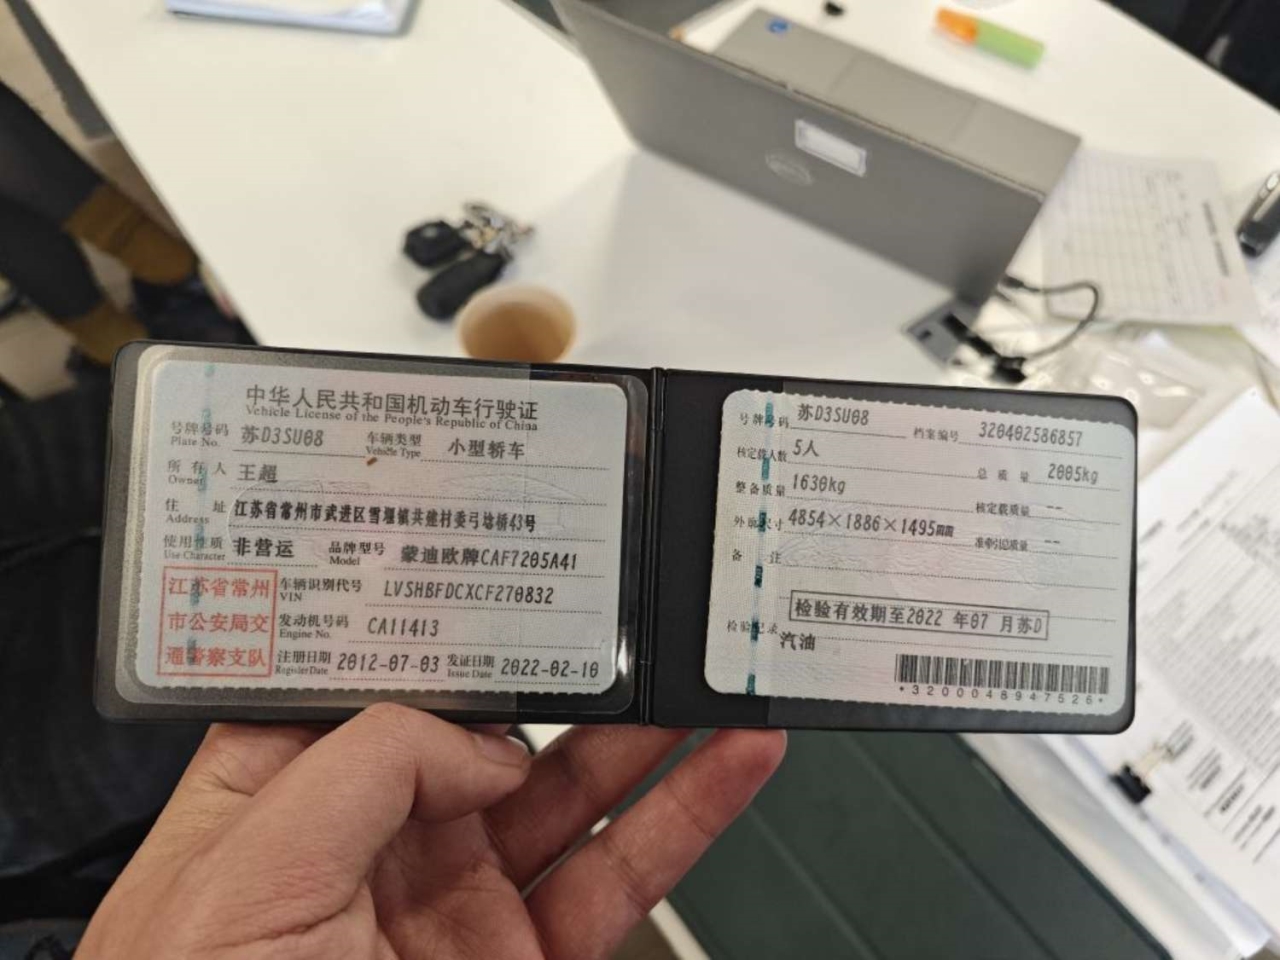 中华人民共和国机动车行驶证
Vehicle License of the People's Republic of China
号牌号码 苏D3SU08 车辆类型 小型轿车
Plate No. Vehicle Type
所有人 王超
Owner
住址 江苏省常州市武进区雪堰镇共建村委弓埝桥43号
Address
使用性质 非营运 品牌型号 蒙迪欧牌CAF7205A41
Use Character Model
江苏省常州
市公安局交
通警察支队
车辆识别代号 LVSHBFDCXCF270832
VIN
发动机号码 CA11413
Engine No.
注册日期 2012-07-03 发证日期 2022-02-10
Register Date Issue Date
号牌号码 苏D3SU08 档案编号 320402586857
核定载人数 5人 总质量 2005kg
整备质量 1630kg 核定载质量 --
外廓尺寸 4854×1886×1495mm 准牵引总质量 --
备注
检验有效期至2022 年07 月苏D
检验记录
汽油
*3200048947526*